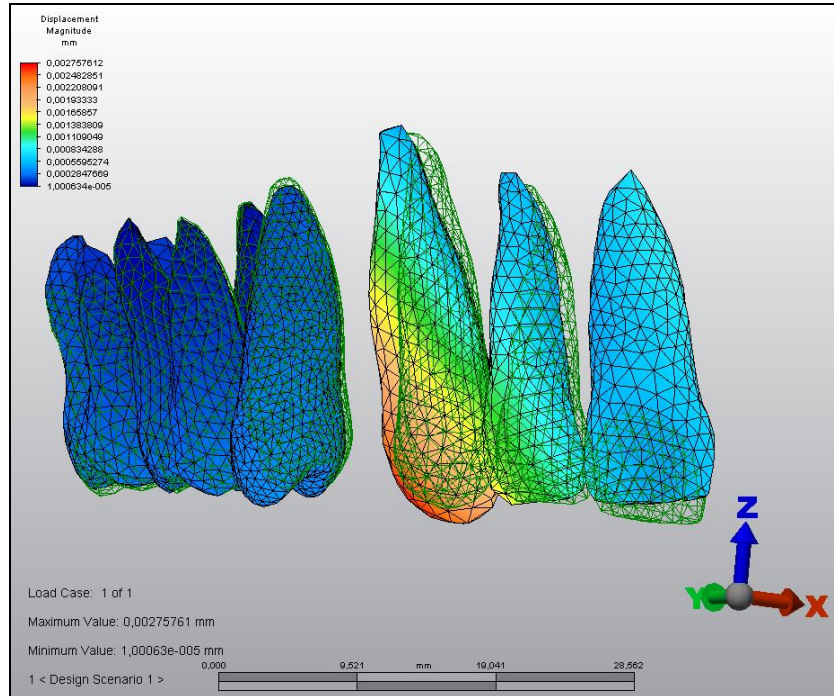 Displacement
Magnitude
mm
0,002757612
0,002482851
0,002208091
0,00193333
0,00165857
0,001383809
0,001109049
0,000834288
0,0005595274
0,0002847669
1,000634e-005
Z
Y
X
Load Case: 1 of 1
Maximum Value: 0,00275761 mm
Minimum Value: 1,00063e-005 mm
0,000 9,521 mm 19,041 28,562
1 < Design Scenario 1 >